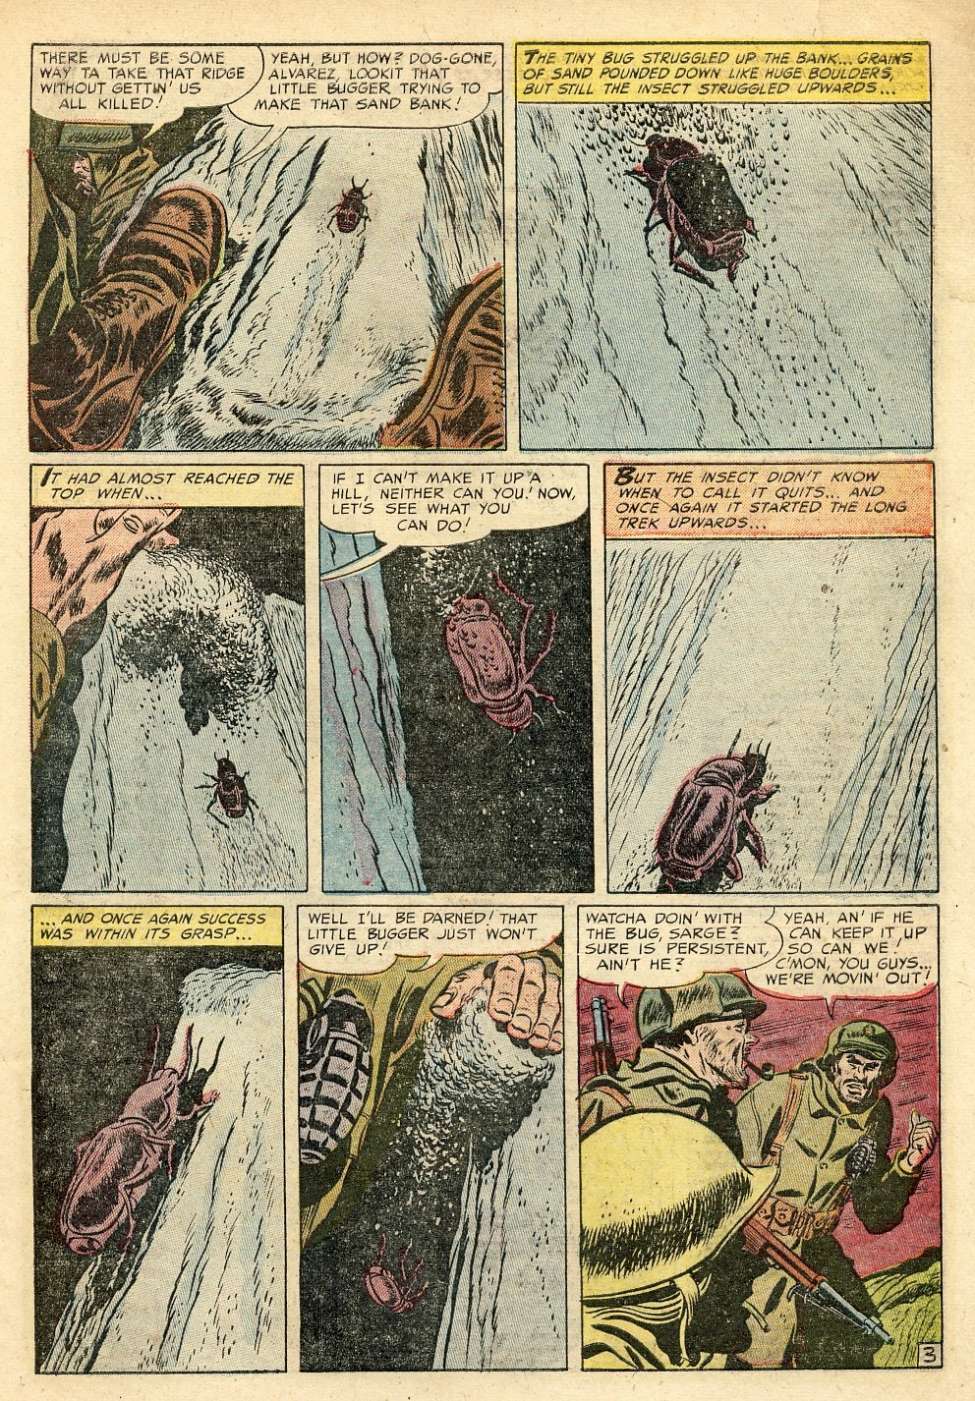 THERE MUST BE SOME
WAY TA TAKE THAT RIDGE
WITHOUT GETTIN' US
ALL KILLED!
YEAH, BUT HOW? DOG-GONE,
ALVAREZ, LOOKIT THAT
LITTLE BUGGER TRYING TO
MAKE THAT SAND BANK!
THE TINY BUG STRUGGLED UP THE BANK... GRAINS
OF SAND POUNDED DOWN LIKE HUGE BOULDERS,
BUT STILL THE INSECT STRUGGLED UPWARDS...
IT HAD ALMOST REACHED THE
TOP WHEN...
IF I CAN'T MAKE IT UP A
HILL, NEITHER CAN YOU! NOW,
LET'S SEE WHAT YOU
CAN DO!
BUT THE INSECT DIDN'T KNOW
WHEN TO CALL IT QUITS... AND
ONCE AGAIN IT STARTED THE LONG
TREK UPWARDS...
...AND ONCE AGAIN SUCCESS
WAS WITHIN ITS GRASP...
WELL I'LL BE DARNED! THAT
LITTLE BUGGER JUST WON'T
GIVE UP!
WATCHA DOIN' WITH
THE BUG, SARGE?
SURE IS PERSISTENT,
AIN'T HE?
YEAH, AN' IF HE
CAN KEEP IT UP
SO CAN WE!
C'MON, YOU GUYS...
WE'RE MOVIN' OUT!
3